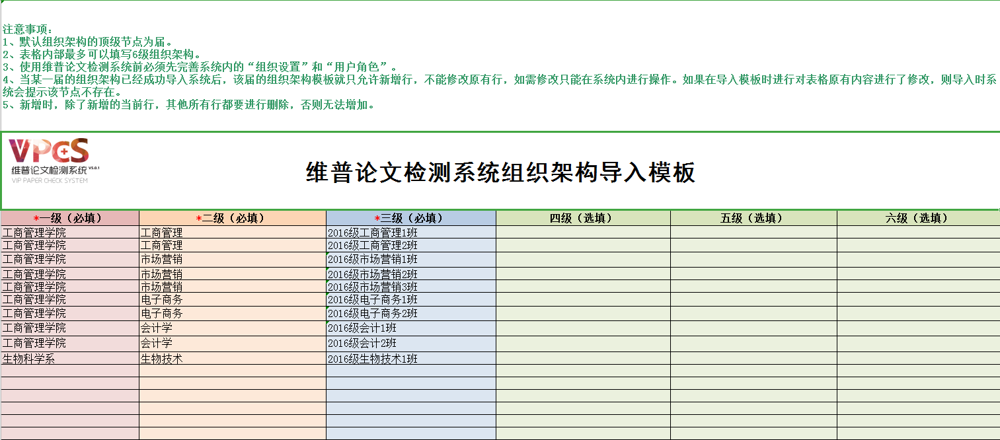 注意事项：
1、默认组织架构的顶级节点为届。
2、表格内部最多可以填写6级组织架构。
3、使用维普论文检测系统前必须先完善系统内的“组织设置”和“用户角色”。
4、当某一届的组织架构已经成功导入系统后，该届的组织架构模板就只允许新增行，不能修改原有行，如需修改只能在系统内进行操作。如果在导入模板时进行对表格原有内容进行了修改，则导入时系
统会提示该节点不存在。
5、新增时，除了新增的当前行，其他所有行都要进行删除，否则无法增加。
VPCS
维普论文检测系统 V5.0.1
VIP PAPER CHECK SYSTEM
维普论文检测系统组织架构导入模板
*一级（必填） *二级（必填） *三级（必填） 四级（选填） 五级（选填） 六级（选填）
工商管理学院 工商管理 2016级工商管理1班
工商管理学院 工商管理 2016级工商管理2班
工商管理学院 市场营销 2016级市场营销1班
工商管理学院 市场营销 2016级市场营销2班
工商管理学院 市场营销 2016级市场营销3班
工商管理学院 电子商务 2016级电子商务1班
工商管理学院 电子商务 2016级电子商务2班
工商管理学院 会计学 2016级会计1班
工商管理学院 会计学 2016级会计2班
生物科学系 生物技术 2016级生物技术1班